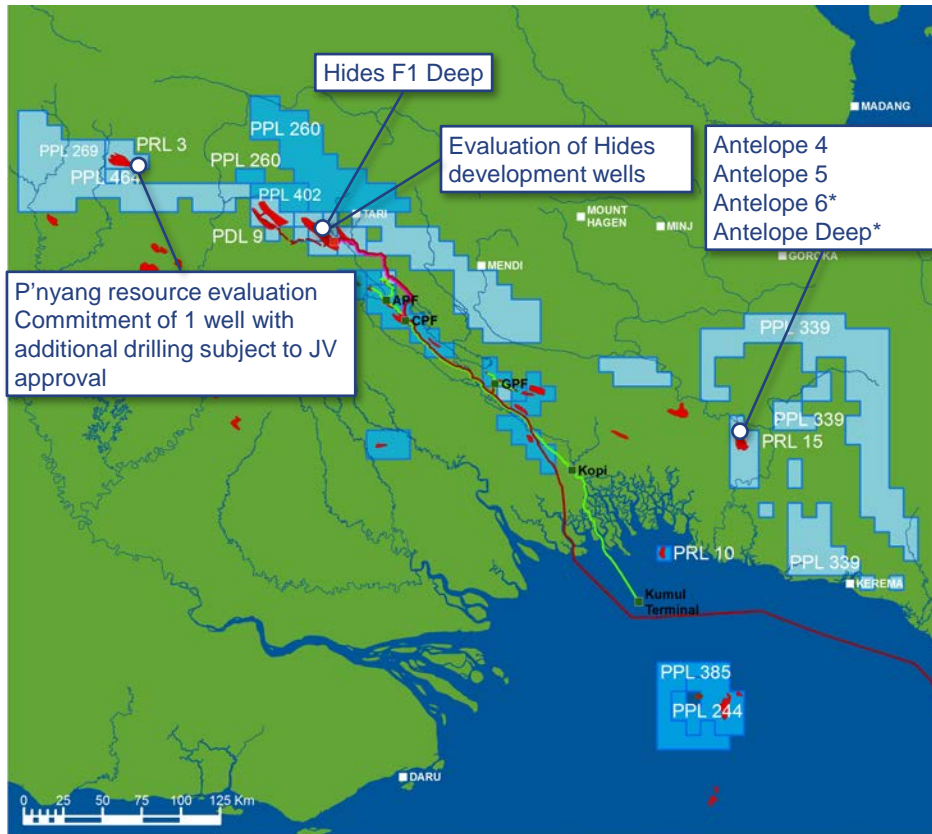 Hides F1 Deep
Evaluation of Hides
development wells
Antelope 4
Antelope 5
Antelope 6*
Antelope Deep*
MADANG
PPL 260
PRL 3
PPL 269
PPL 260
PPL 464
PPL 402
TARI
MOUNT
HAGEN
MINJ
PDL 9
GOROKA
MENDI
P'nyang resource evaluation
Commitment of 1 well with
additional drilling subject to JV
approval
APF
CPF
PPL 339
GPF
PPL 339
PRL 15
Kopi
PRL 10
PPL 339
KEREMA
Kumul
Terminal
PPL 385
PPL 244
DARU
0 25 50 75 100 125 Km